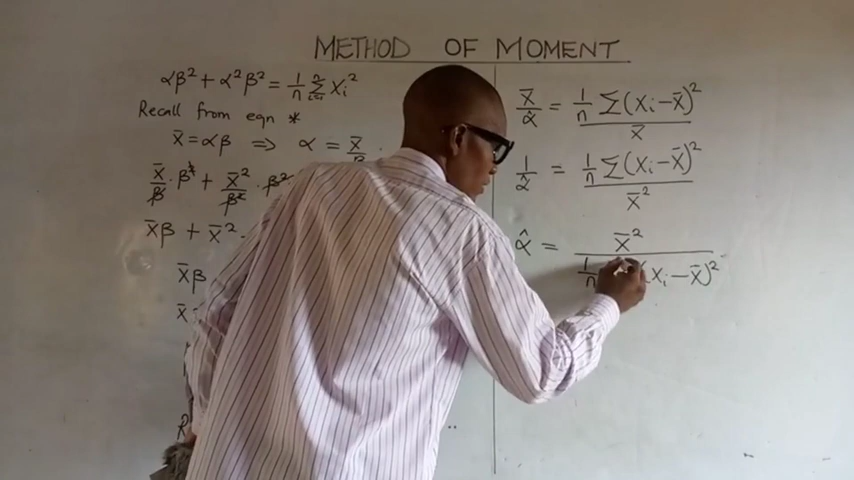 METHOD OF MOMENT
αβ² + α²β² = 1/n Σ Xi²
Recall from eqn *
X̄ = αβ ⇒ α = X̄/β
X̄/β · β² + X̄²/β² · β²
X̄β + X̄²
X̄β
X̄
X̄/α̂ = 1/n Σ(Xi - X̄)² / X̄
1/α̂ = 1/n Σ(Xi - X̄)² / X̄²
α̂ = X̄² / 1/n (Xi - X̄)²